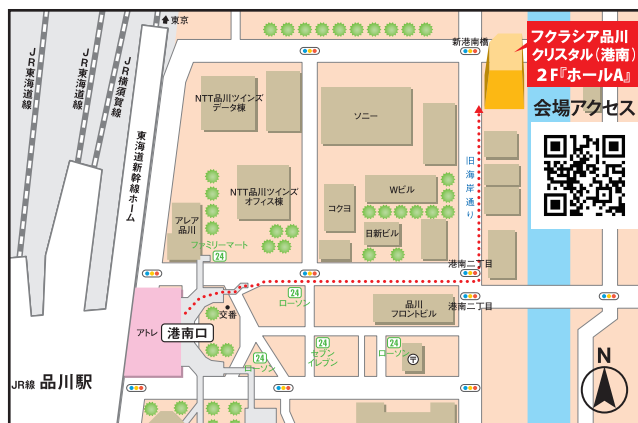 東京
JR東海道線
JR東海道線
JR横須賀線
東海道新幹線ホーム
NTT品川ツインズ
データ棟
ソニー
新港南橋
フクラシア品川
クリスタル(港南)
2F『ホールA』
会場アクセス
NTT品川ツインズ
オフィス棟
コクヨ
Wビル
日新ビル
旧海岸通り
アレア
品川
ファミリーマート
24
港南二丁目
港南二丁目
24
ローソン
交番
品川
フロントビル
アトレ
港南口
24
ローソン
24
セブン
イレブン
24
ローソン
〒
JR線 品川駅
N